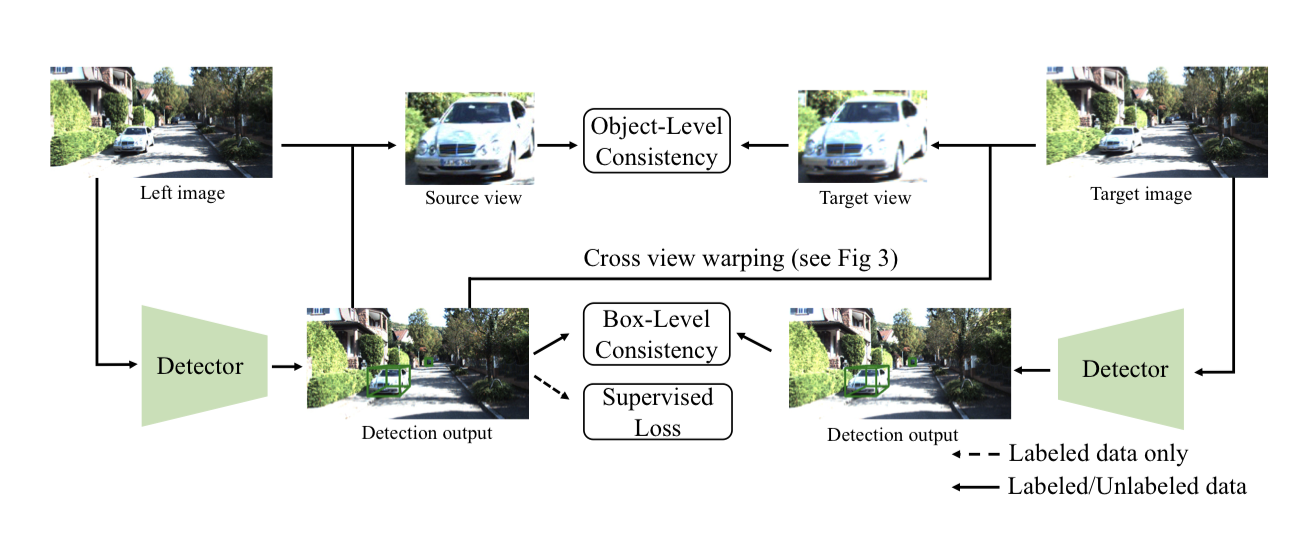 Object-Level
Consistency
Left image
Source view
Target view
Target image
Cross view warping (see Fig 3)
Detector
Box-Level
Consistency
Detector
Supervised
Loss
Detection output
Detection output
Labeled data only
Labeled/Unlabeled data